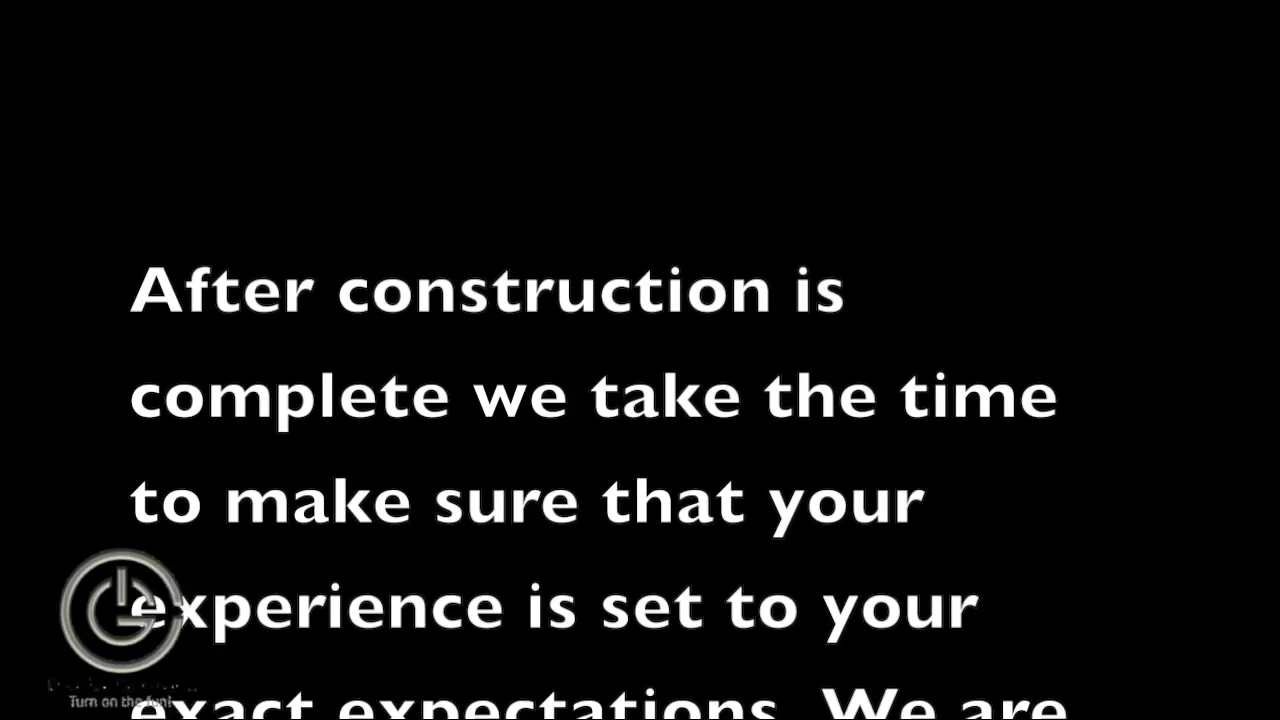 After construction is
complete we take the time
to make sure that your
experience is set to your
exact expectations. We are
Turn on the fun!